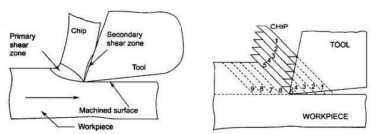 Chip
Secondary
shear zone
Primary
shear
zone
Tool
Machined surface
Workpiece
CHIP
TOOL
WORKPIECE